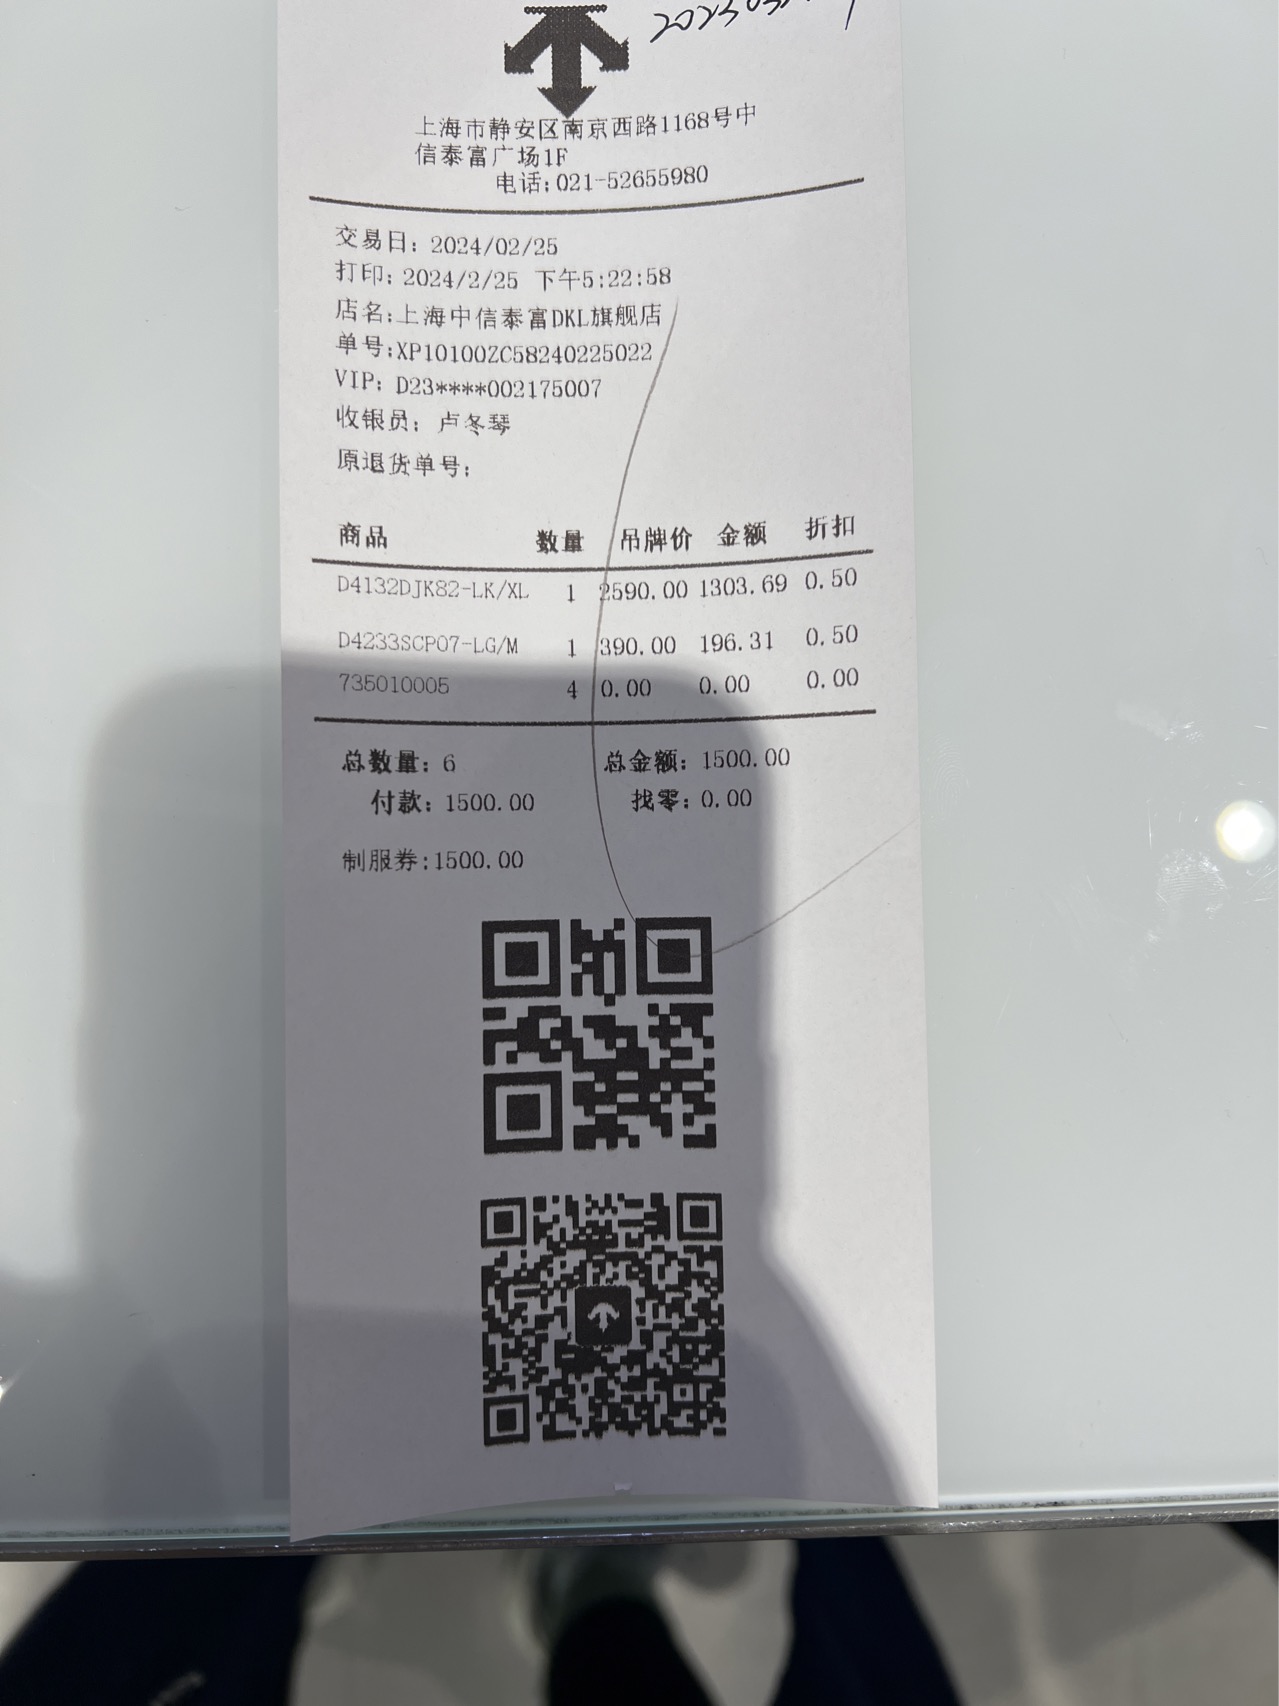 上海市静安区南京西路1168号中
信泰富广场1F
电话:021-52655980
交易日: 2024/02/25
打印: 2024/2/25 下午5:22:58
店名:上海中信泰富DKL旗舰店
单号:XP10100ZC58240225022
VIP: D23****002175007
收银员: 卢冬琴
原退货单号:
商品 数量 吊牌价 金额 折扣
D4132DJK82-LK/XL 1 2590.00 1303.69 0.50
D4233SCP07-LG/M 1 390.00 196.31 0.50
735010005 4 0.00 0.00 0.00
总数量: 6 总金额: 1500.00
付款: 1500.00 找零: 0.00
制服券:1500.00